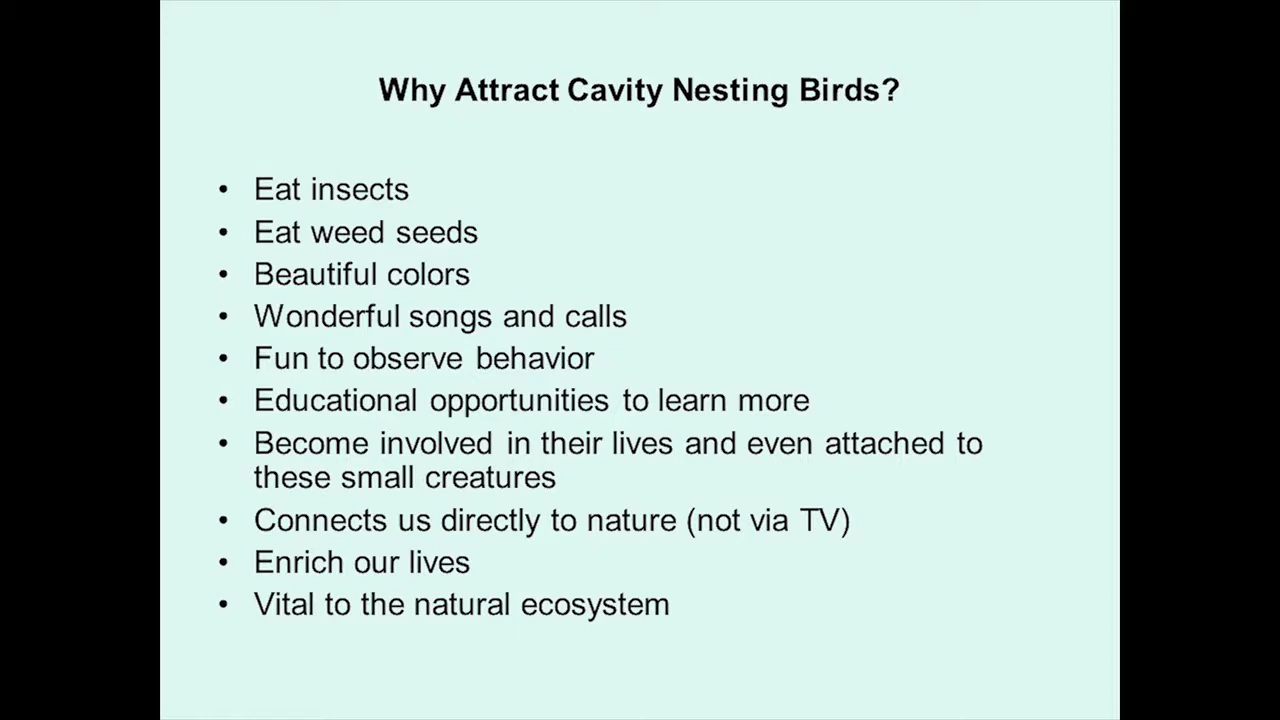 Why Attract Cavity Nesting Birds?
• Eat insects
• Eat weed seeds
• Beautiful colors
• Wonderful songs and calls
• Fun to observe behavior
• Educational opportunities to learn more
• Become involved in their lives and even attached to
these small creatures
• Connects us directly to nature (not via TV)
• Enrich our lives
• Vital to the natural ecosystem